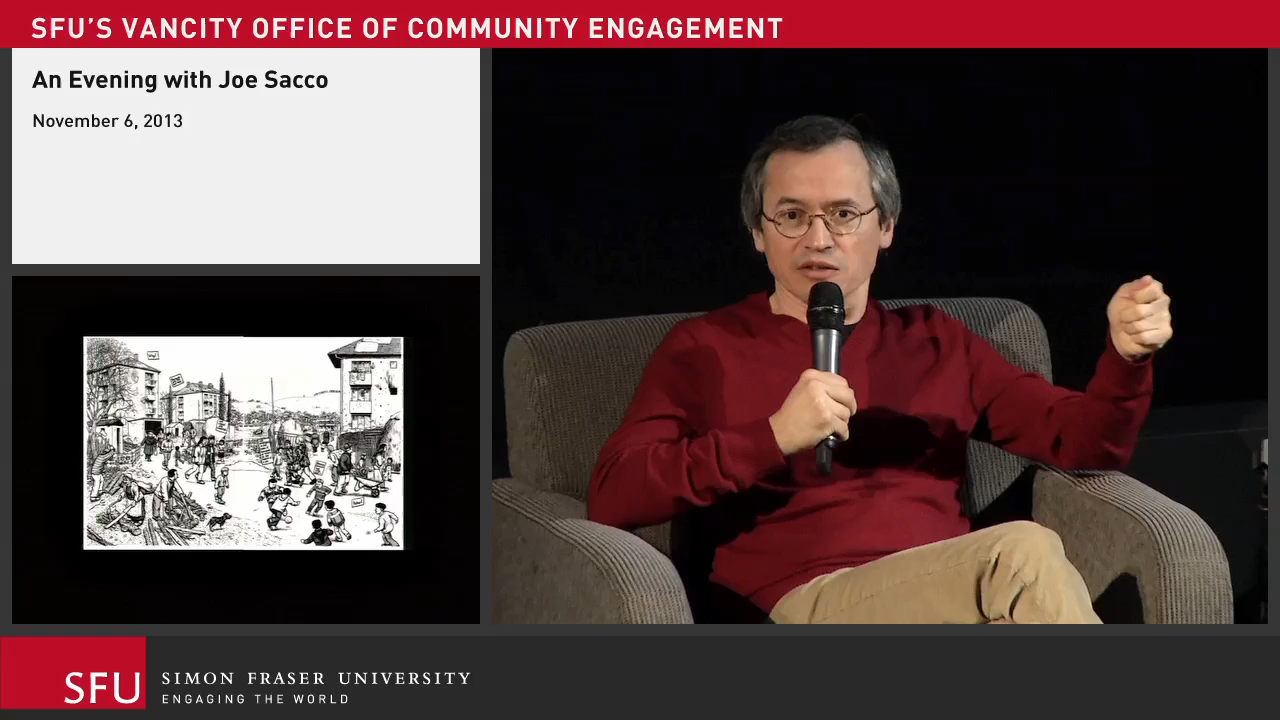 SFU'S VANCITY OFFICE OF COMMUNITY ENGAGEMENT
An Evening with Joe Sacco
November 6, 2013
SFU
SIMON FRASER UNIVERSITY
ENGAGING THE WORLD